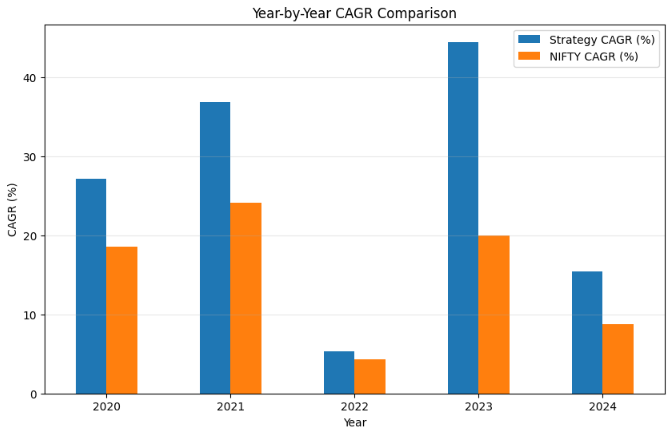 Year-by-Year CAGR Comparison
Strategy CAGR (%)
NIFTY CAGR (%)
CAGR (%)
40
30
20
10
0
2020 2021 2022 2023 2024
Year